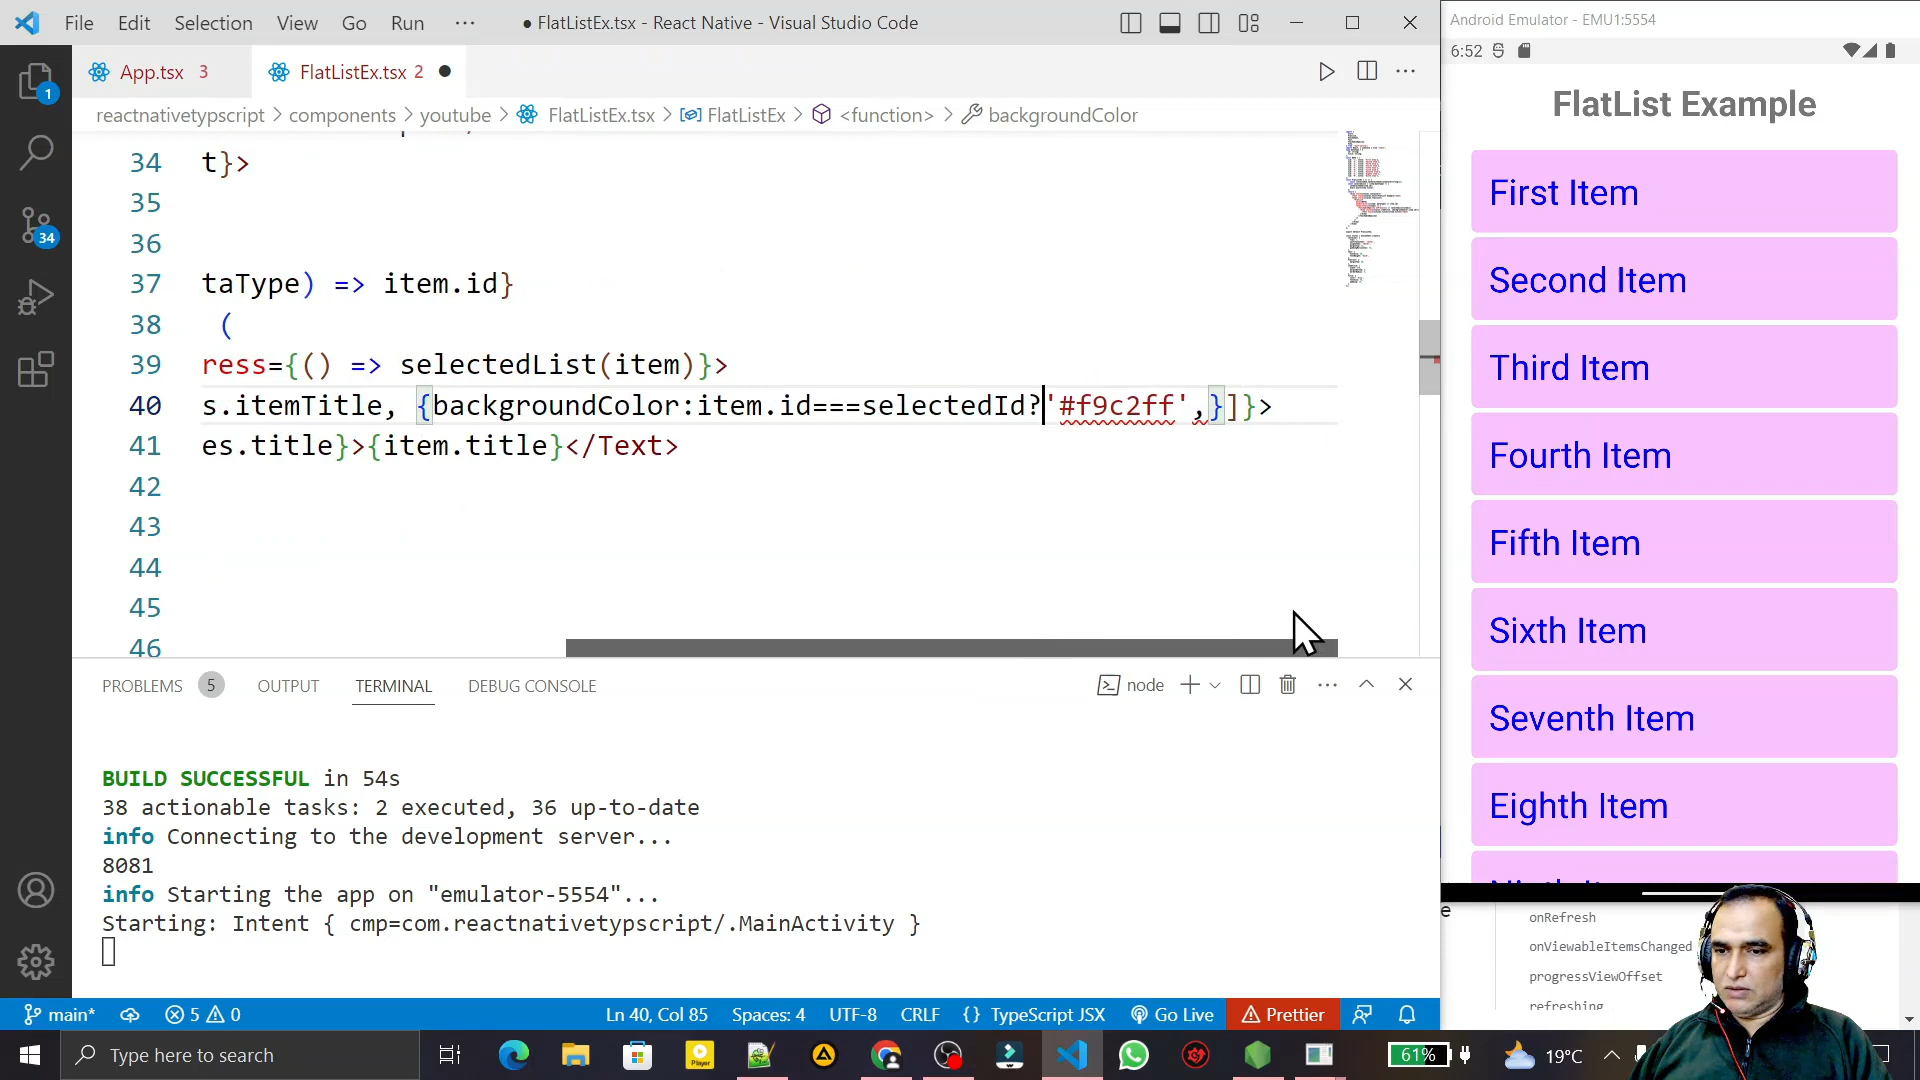 File Edit Selection View Go Run ··· ● FlatListEx.tsx - React Native - Visual Studio Code
App.tsx 3 FlatListEx.tsx 2 ●
reactnativetypscript > components > youtube > FlatListEx.tsx > FlatListEx > <function> > backgroundColor
34 t}>
35
36
37 taType) => item.id}
38 (
39 ress={() => selectedList(item)}>
40 s.itemTitle, {backgroundColor:item.id===selectedId?'#f9c2ff',}]}>
41 es.title}>{item.title}</Text>
42
43
44
45
46
PROBLEMS 5 OUTPUT TERMINAL DEBUG CONSOLE node
BUILD SUCCESSFUL in 54s
38 actionable tasks: 2 executed, 36 up-to-date
info Connecting to the development server...
8081
info Starting the app on "emulator-5554"...
Starting: Intent { cmp=com.reactnativetypscript/.MainActivity }
1
34
main* 5 0 Ln 40, Col 85 Spaces: 4 UTF-8 CRLF {} TypeScript JSX Go Live Prettier
Type here to search
61% 19°C
Android Emulator - EMU1:5554
6:52
FlatList Example
First Item
Second Item
Third Item
Fourth Item
Fifth Item
Sixth Item
Seventh Item
Eighth Item
onRefresh
onViewableItemsChanged
progressViewOffset
refreshing